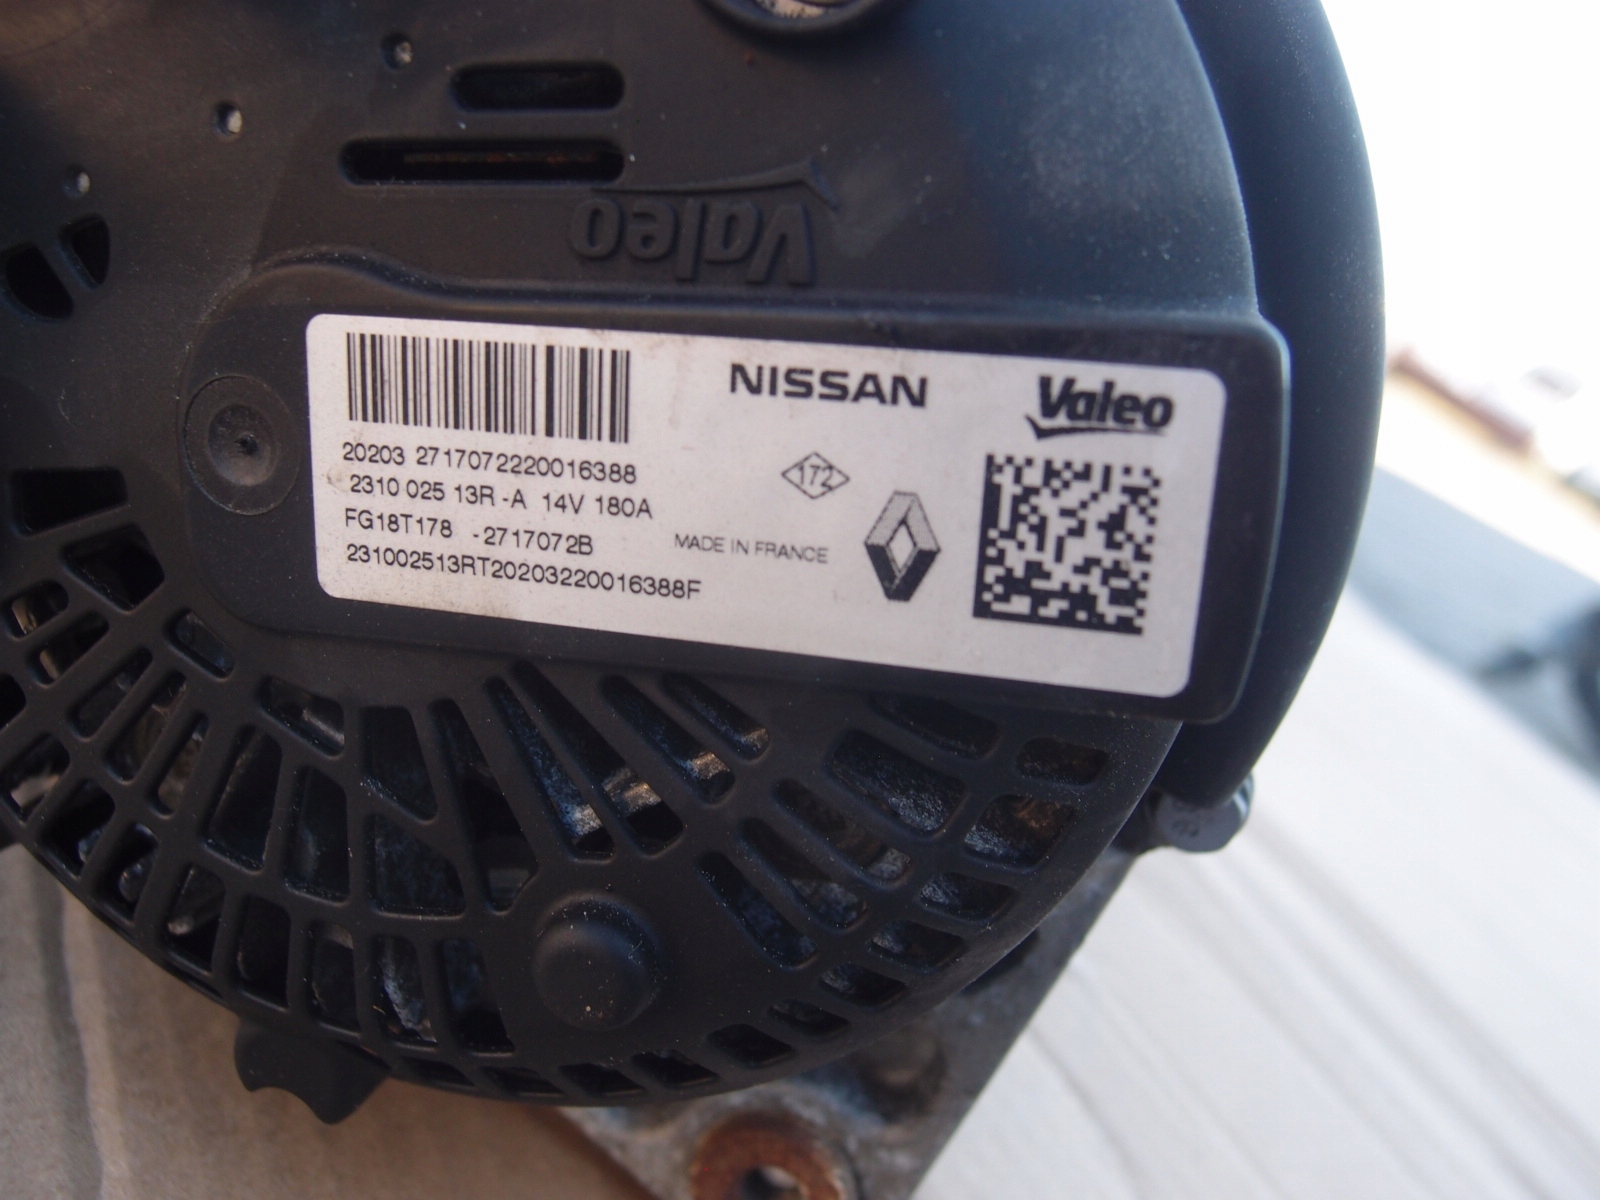 Valeo
NISSAN
Valeo
20203 2717072220016388
2310 025 13R -A 14V 180A
172
FG18T178 -2717072B
MADE IN FRANCE
231002513RT20203220016388F